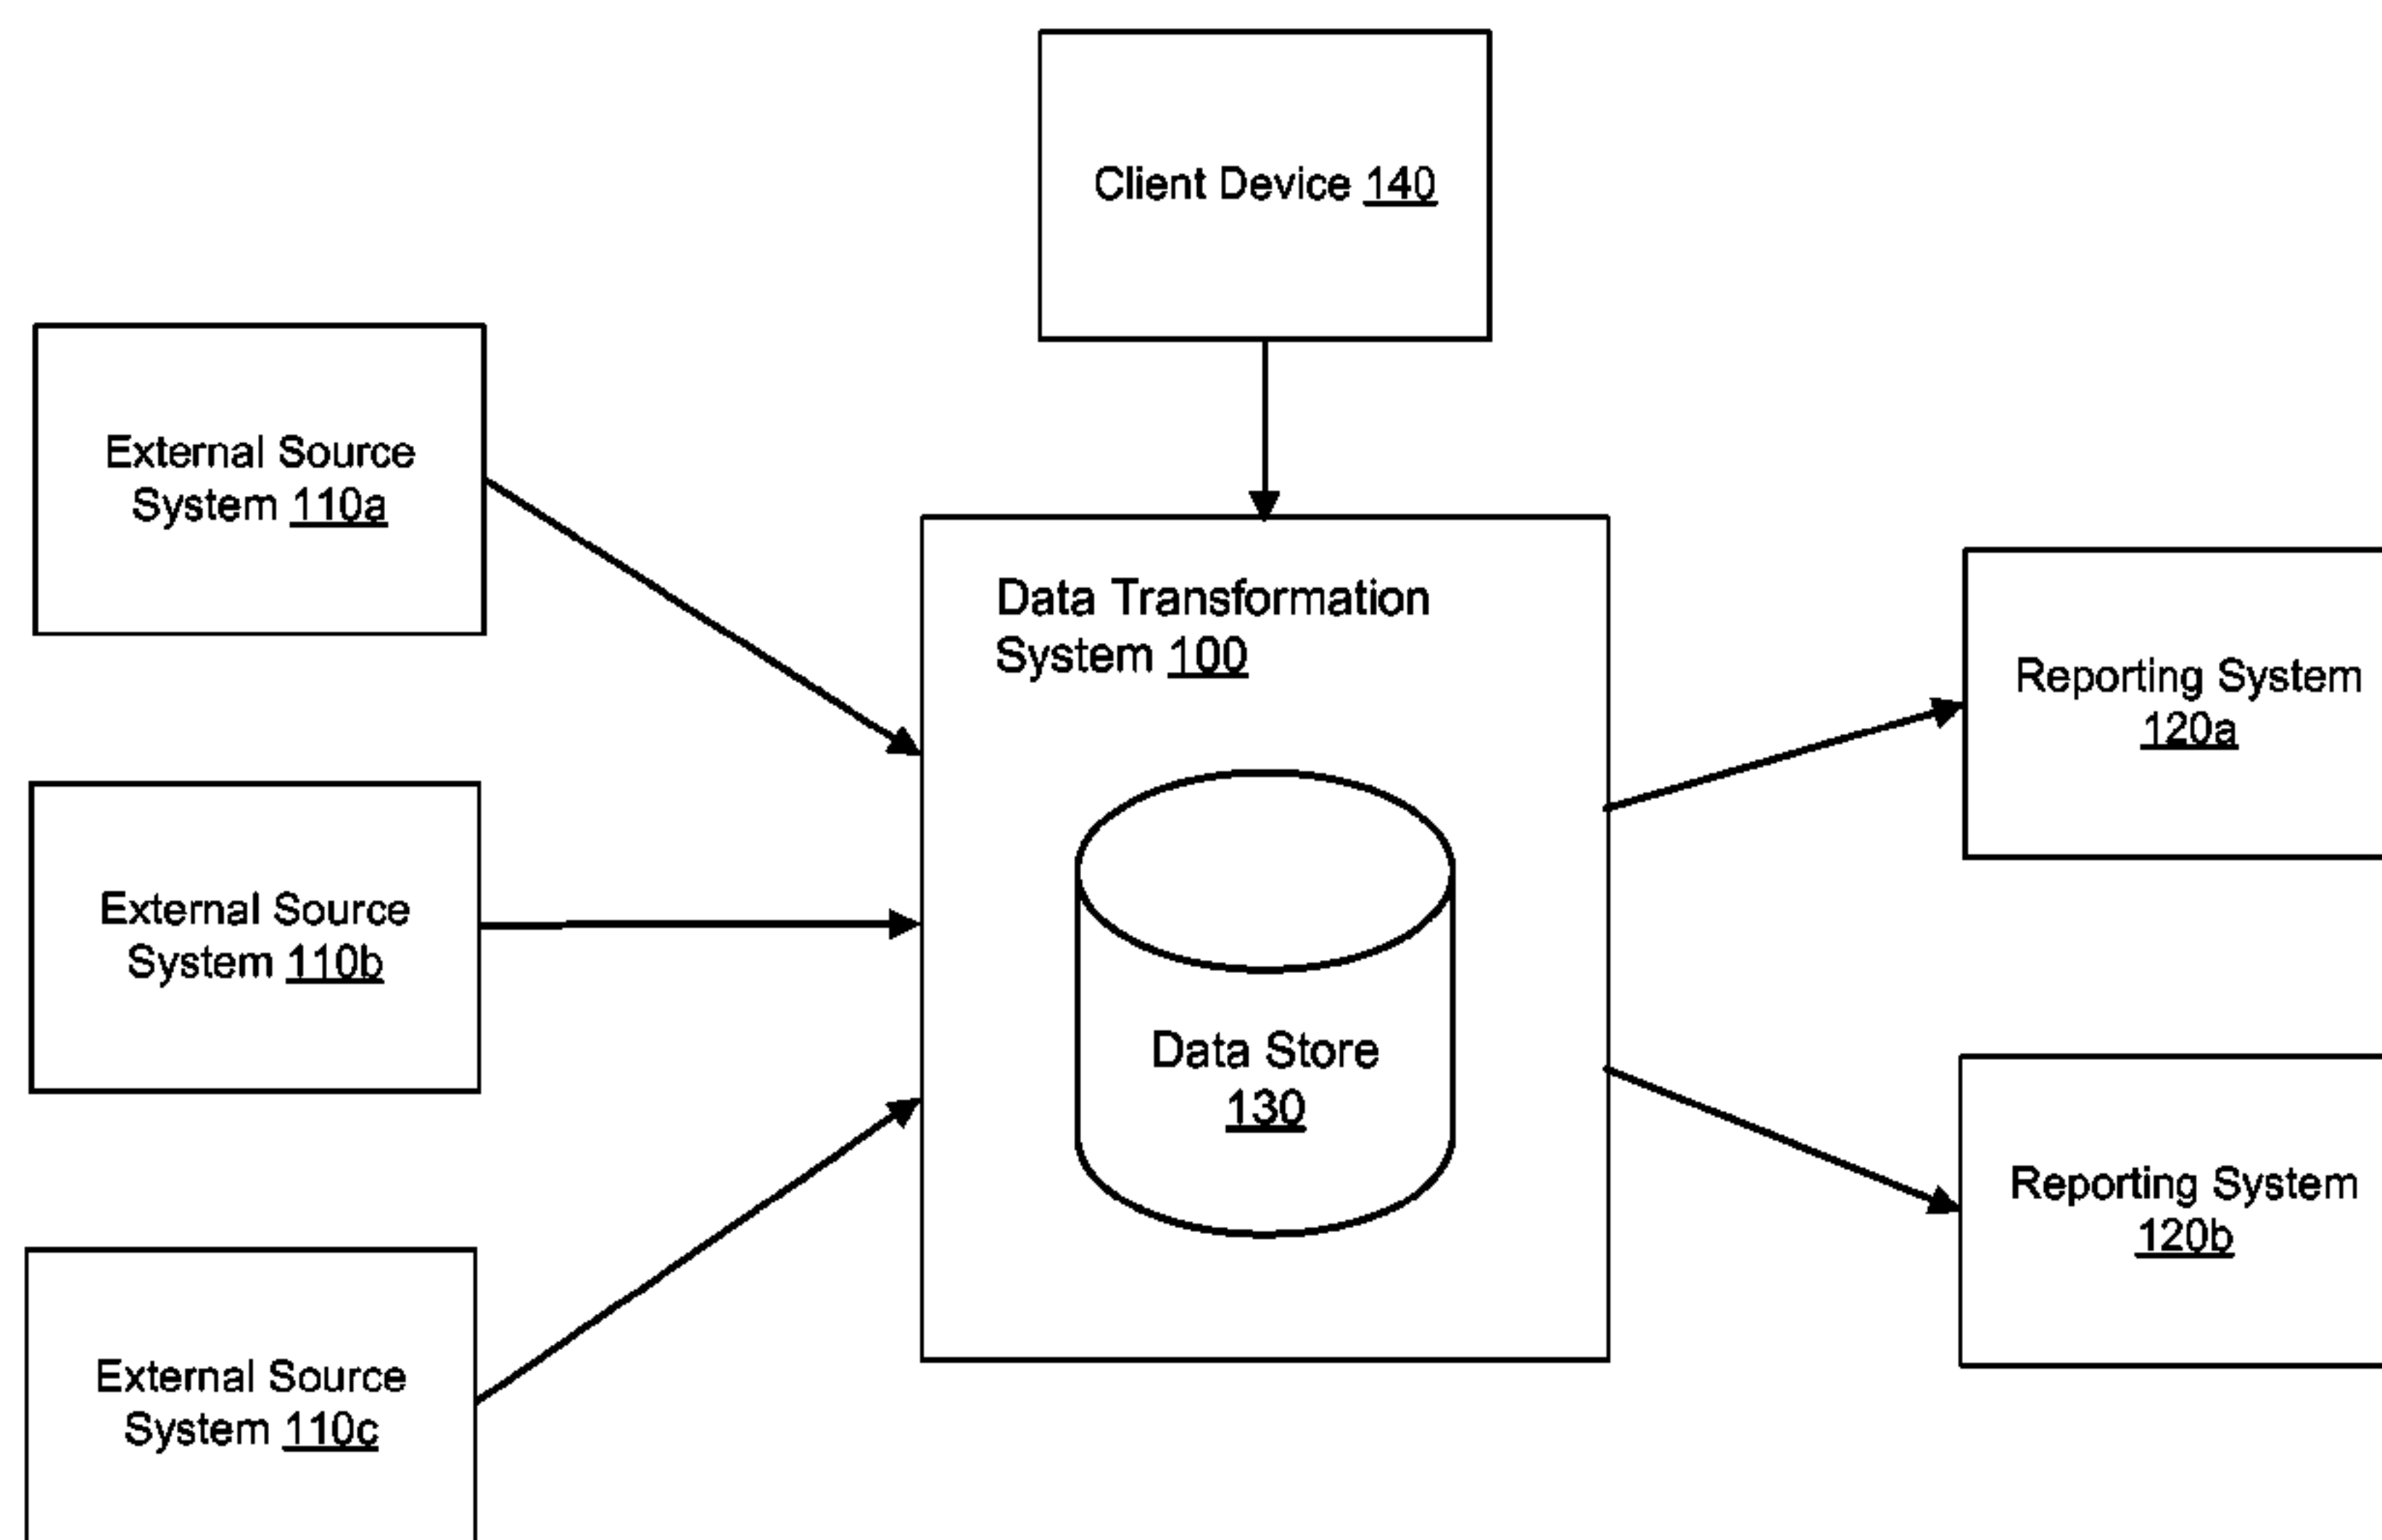 Client Device 140
External Source
System 110a
Data Transformation
System 100
Reporting System
120a
External Source
System 110b
Data Store
130
Reporting System
120b
External Source
System 110c